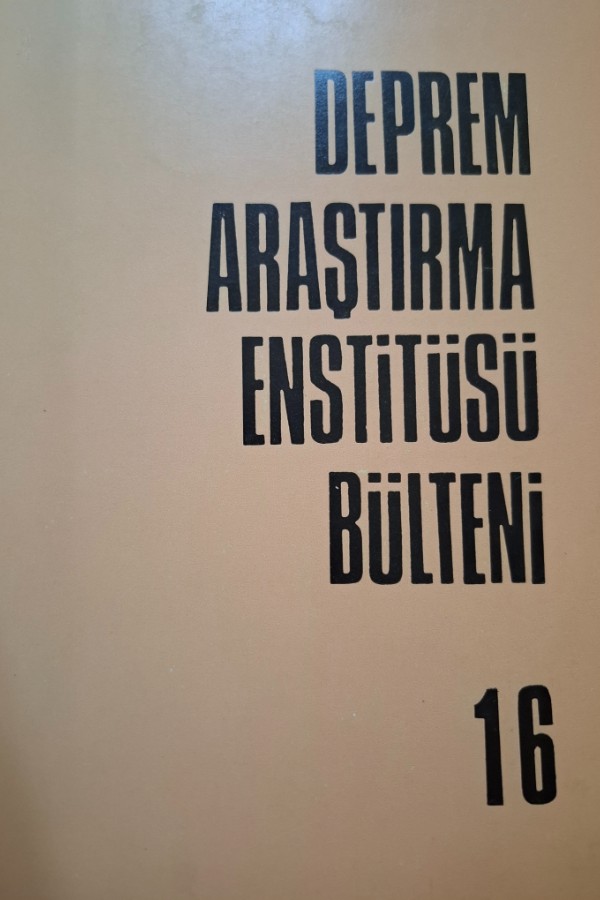 DEPREM
ARAŞTIRMA
ENSTİTÜSÜ
BÜLTENİ
16